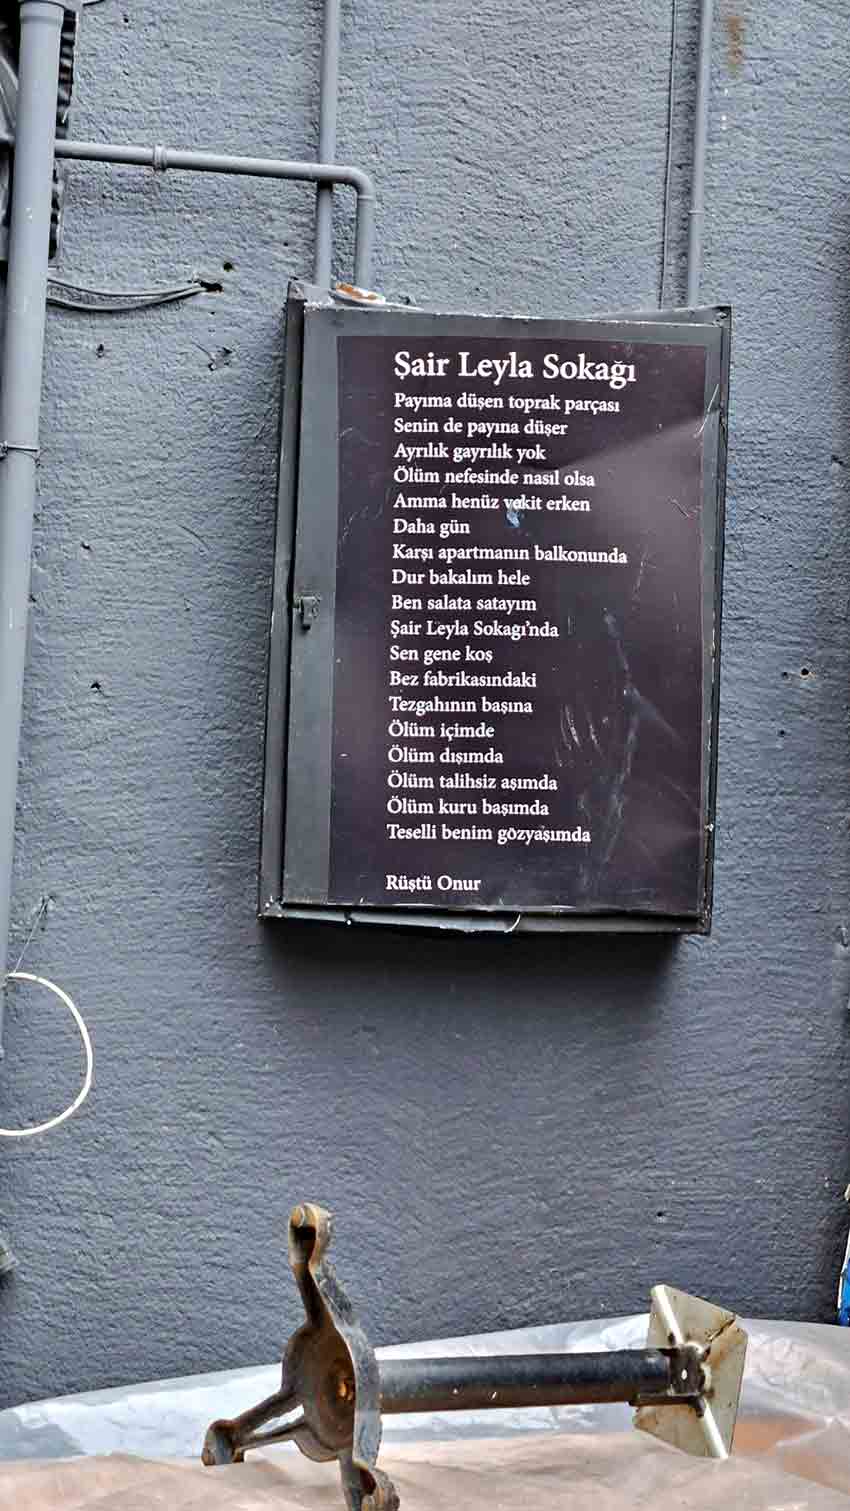 Şair Leyla Sokağı
Payıma düşen toprak parçası
Senin de payına düşer
Ayrılık gayrılık yok
Ölüm nefesinde nasıl olsa
Amma henüz vakit erken
Daha gün
Karşı apartmanın balkonunda
Dur bakalım hele
Ben salata satayım
Şair Leyla Sokagı'nda
Sen gene koş
Bez fabrikasındaki
Tezgahının başına
Ölüm içimde
Ölüm dışımda
Ölüm talihsiz aşımda
Ölüm kuru başımda
Teselli benim gözyaşımda
Rüştü Onur